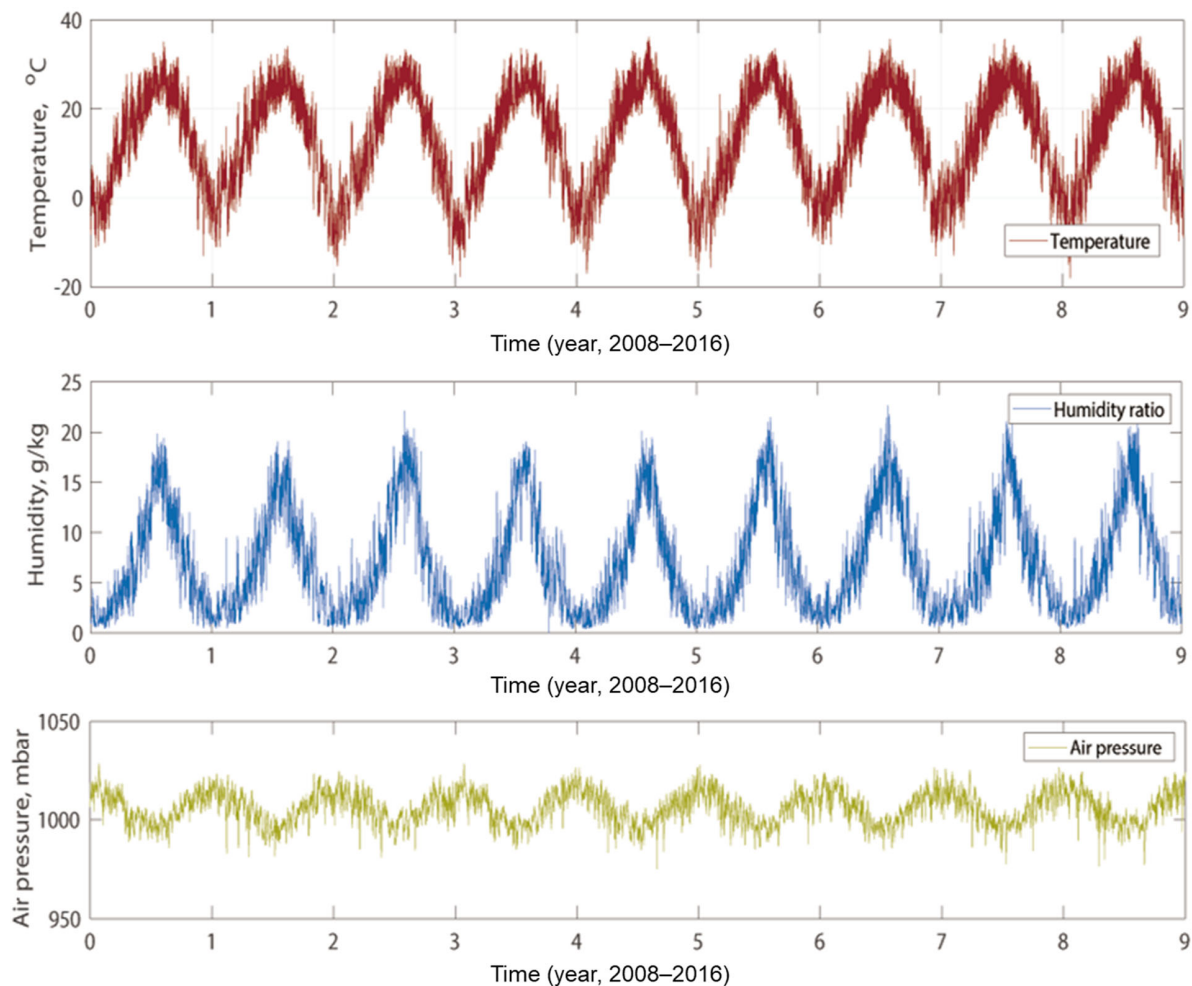 40
20
0
-20
Temperature, °C
Temperature
0 1 2 3 4 5 6 7 8 9
Time (year, 2008–2016)
25
20
15
10
5
0
Humidity, g/kg
Humidity ratio
0 1 2 3 4 5 6 7 8 9
Time (year, 2008–2016)
1050
1000
950
Air pressure, mbar
Air pressure
0 1 2 3 4 5 6 7 8 9
Time (year, 2008–2016)